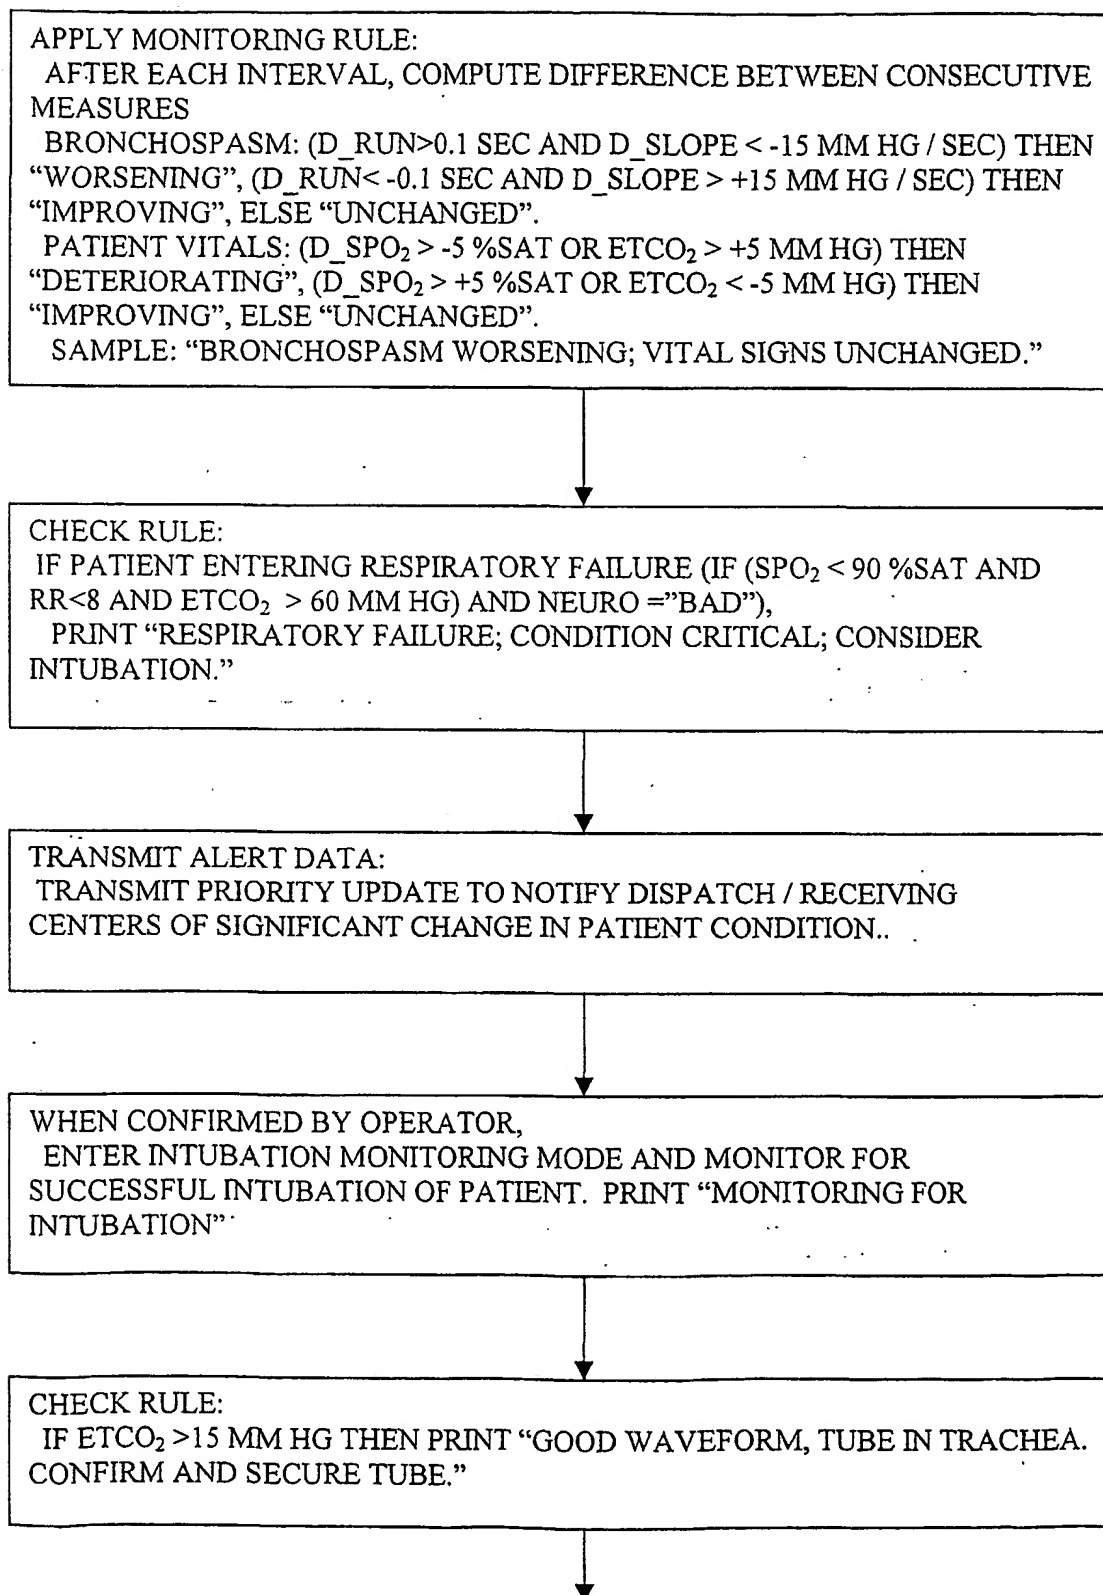 APPLY MONITORING RULE:
AFTER EACH INTERVAL, COMPUTE DIFFERENCE BETWEEN CONSECUTIVE
MEASURES
BRONCHOSPASM: (D_RUN>0.1 SEC AND D_SLOPE < -15 MM HG / SEC) THEN
“WORSENING”, (D_RUN< -0.1 SEC AND D_SLOPE > +15 MM HG / SEC) THEN
“IMPROVING”, ELSE “UNCHANGED”.
PATIENT VITALS: (D_SPO₂ > -5 %SAT OR ETCO₂ > +5 MM HG) THEN
“DETERIORATING”, (D_SPO₂ > +5 %SAT OR ETCO₂ < -5 MM HG) THEN
“IMPROVING”, ELSE “UNCHANGED”.
SAMPLE: “BRONCHOSPASM WORSENING; VITAL SIGNS UNCHANGED.”
CHECK RULE:
IF PATIENT ENTERING RESPIRATORY FAILURE (IF (SPO₂ < 90 %SAT AND
RR<8 AND ETCO₂ > 60 MM HG) AND NEURO =”BAD”),
PRINT “RESPIRATORY FAILURE; CONDITION CRITICAL; CONSIDER
INTUBATION.”
TRANSMIT ALERT DATA:
TRANSMIT PRIORITY UPDATE TO NOTIFY DISPATCH / RECEIVING
CENTERS OF SIGNIFICANT CHANGE IN PATIENT CONDITION..
WHEN CONFIRMED BY OPERATOR,
ENTER INTUBATION MONITORING MODE AND MONITOR FOR
SUCCESSFUL INTUBATION OF PATIENT. PRINT “MONITORING FOR
INTUBATION”
CHECK RULE:
IF ETCO₂ >15 MM HG THEN PRINT “GOOD WAVEFORM, TUBE IN TRACHEA.
CONFIRM AND SECURE TUBE.”